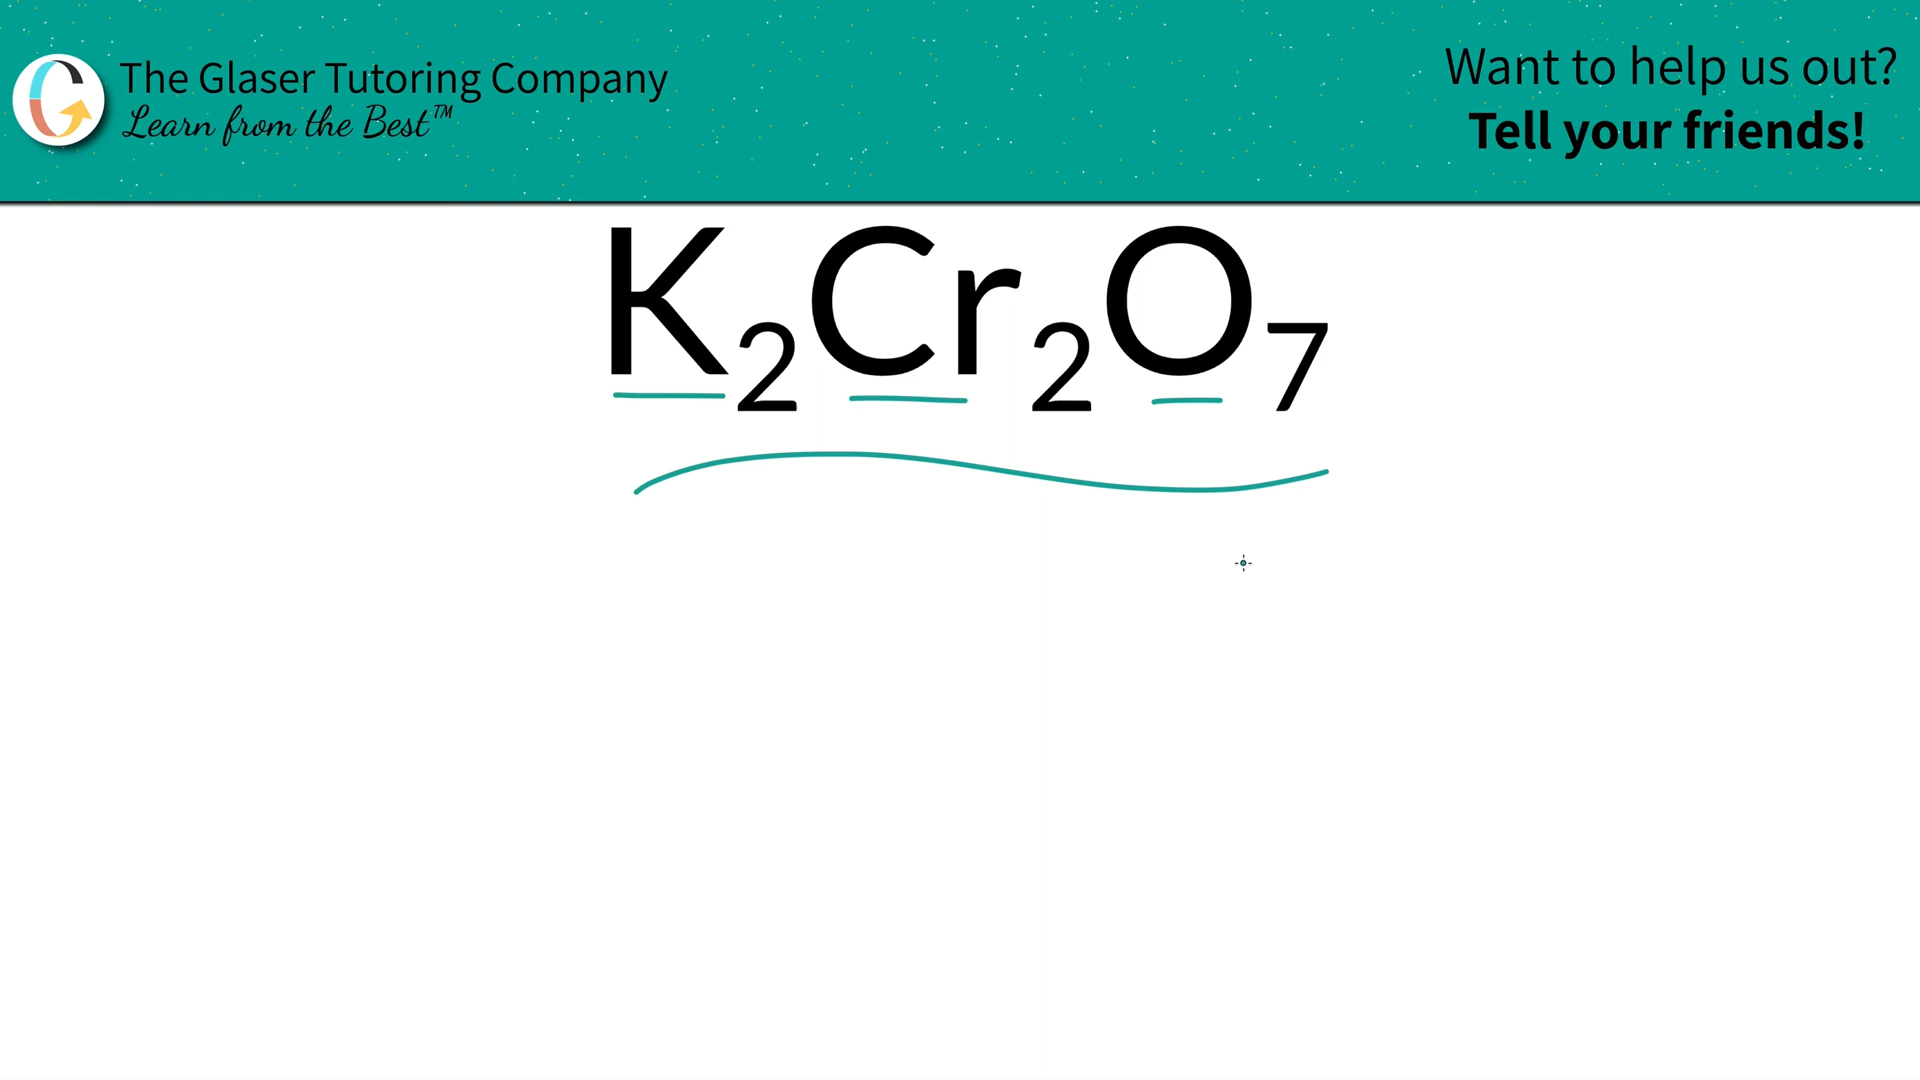 The Glaser Tutoring Company
Learn from the Best™
Want to help us out?
Tell your friends!
K₂Cr₂O₇